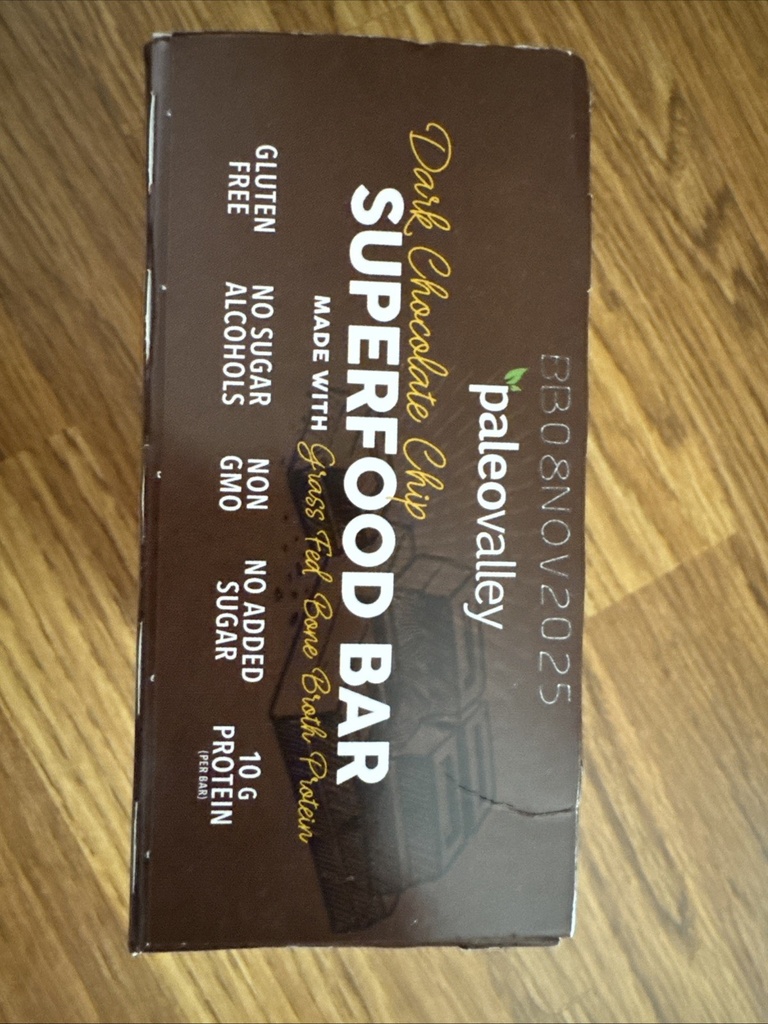 BB08NOV2025
paleovalley
Dark Chocolate Chip
SUPERFOOD BAR
MADE WITH Grass Fed Bone Broth Protein
GLUTEN
FREE
NO SUGAR
ALCOHOLS
NON
GMO
NO ADDED
SUGAR
10 G
PROTEIN
(PER BAR)